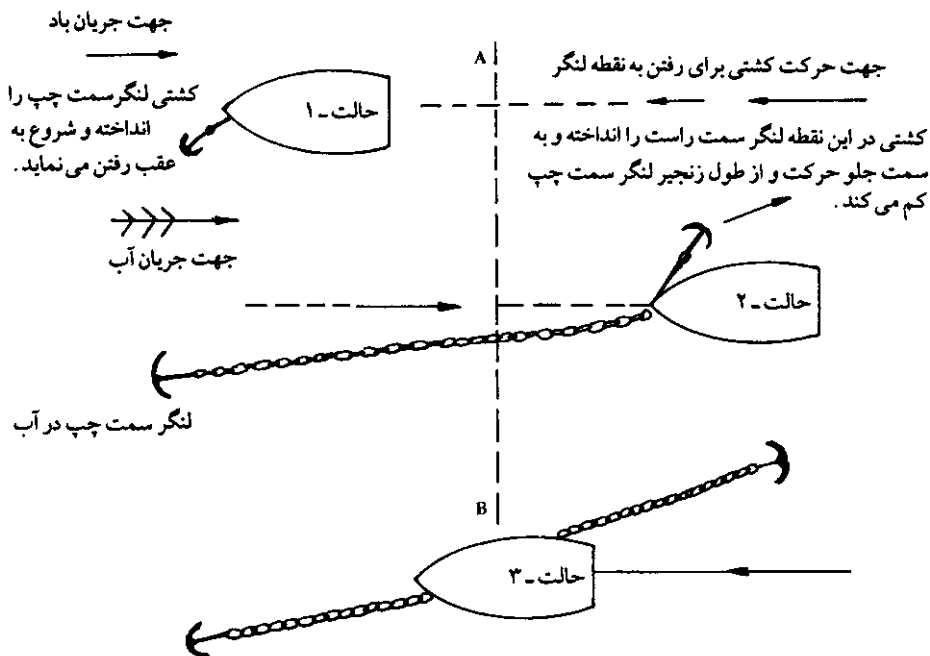 جهت جریان باد
A
جهت حرکت کشتی برای رفتن به نقطه لنگر
کشتی لنگر سمت چپ را
انداخته و شروع به
عقب رفتن می‌نماید.
حالت ـ ۱
کشتی در این نقطه لنگر سمت راست را انداخته و به
سمت جلو حرکت و از طول زنجیر لنگر سمت چپ
کم می‌کند.
جهت جریان آب
حالت ـ ۲
لنگر سمت چپ در آب
B
حالت ـ ۳